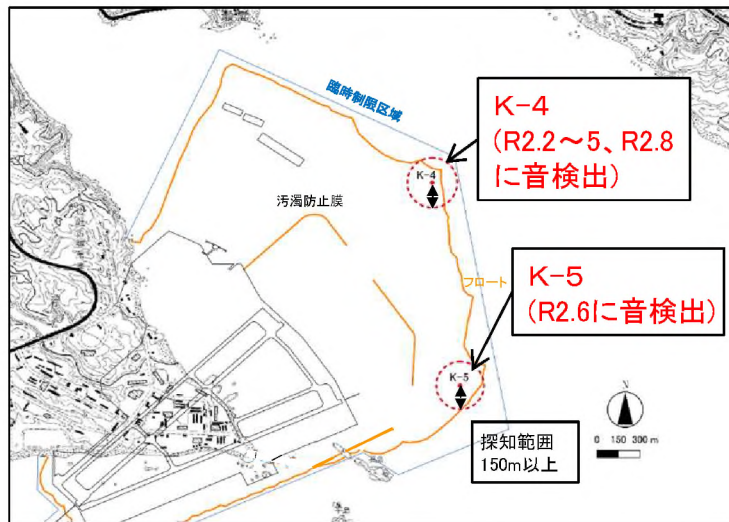 臨時制限区域
K-4
(R2.2～5、R2.8
に音検出)
K-4
汚濁防止膜
フロート
K-5
(R2.6に音検出)
K-5
N
0 150 300 m
探知範囲
150m以上